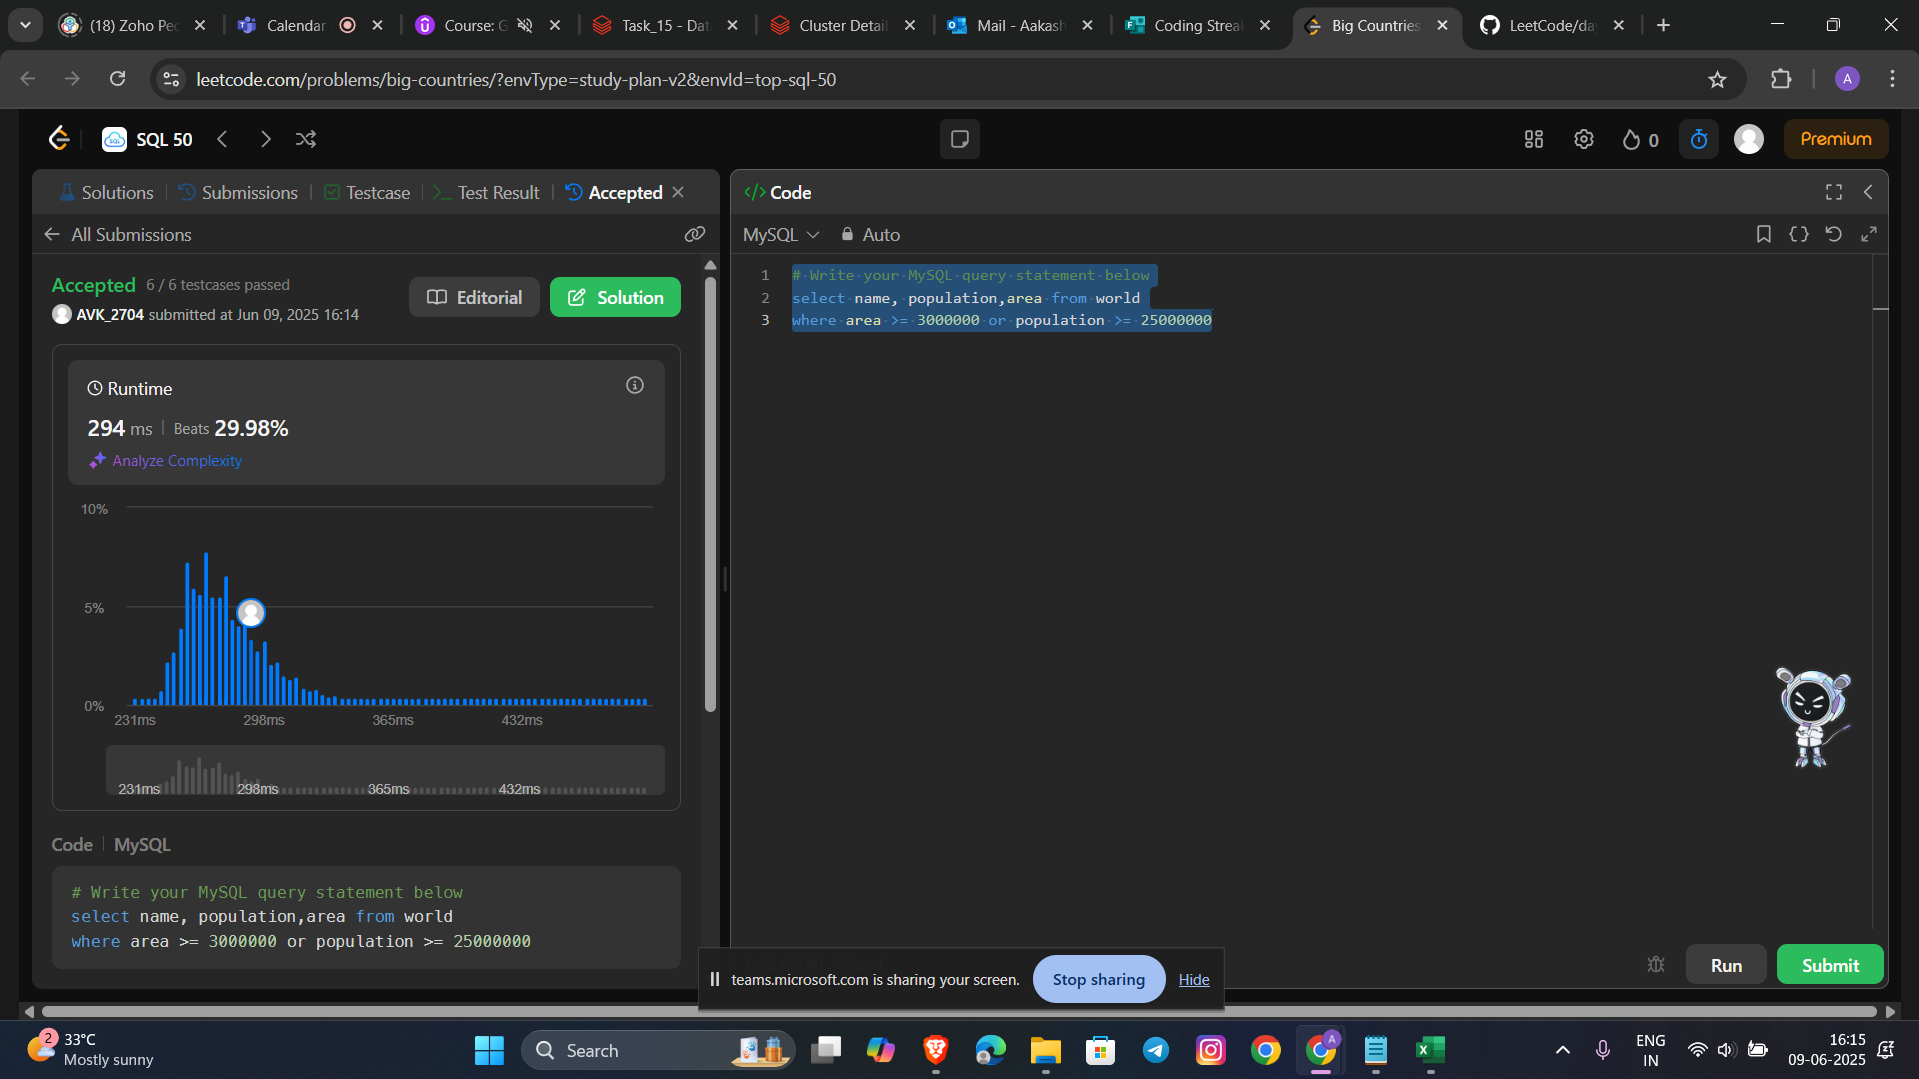 (18) Zoho Pe
Calendar
Course: G
Task_15 - Dat
Cluster Detail
Mail - Aakash
Coding Strea
Big Countries
LeetCode/da
leetcode.com/problems/big-countries/?envType=study-plan-v2&envId=top-sql-50
A
SQL 50
0
Premium
Solutions
Submissions
Testcase
Test Result
Accepted
</> Code
All Submissions
MySQL
Auto
Accepted 6 / 6 testcases passed
AVK_2704 submitted at Jun 09, 2025 16:14
Editorial
Solution
1 # Write your MySQL query statement below
2 select name, population,area from world
3 where area >= 3000000 or population >= 25000000
Runtime
294 ms | Beats 29.98%
Analyze Complexity
10%
5%
0%
231ms 298ms 365ms 432ms
231ms 298ms 365ms 432ms
Code | MySQL
# Write your MySQL query statement below
select name, population,area from world
where area >= 3000000 or population >= 25000000
teams.microsoft.com is sharing your screen.
Stop sharing
Hide
Run
Submit
2
33°C
Mostly sunny
Search
A
ENG
IN
16:15
09-06-2025